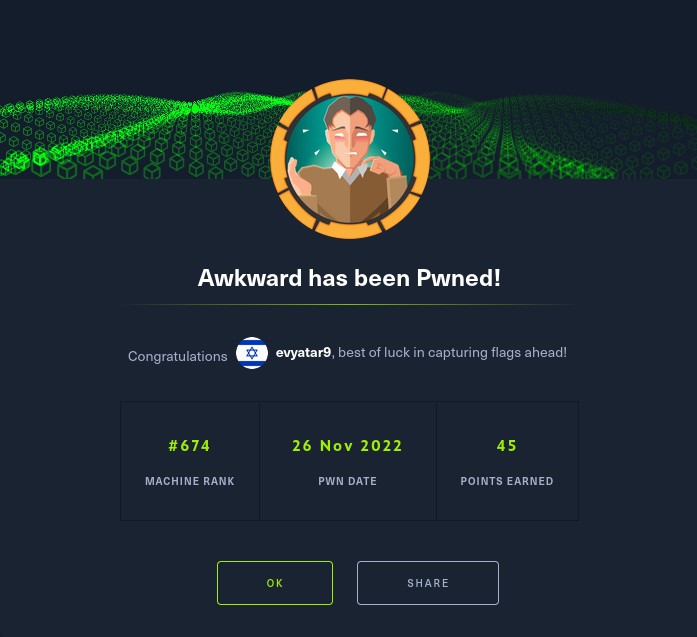 Awkward has been Pwned!
Congratulations evyatar9, best of luck in capturing flags ahead!
#674 26 Nov 2022 45
MACHINE RANK PWN DATE POINTS EARNED
OK SHARE